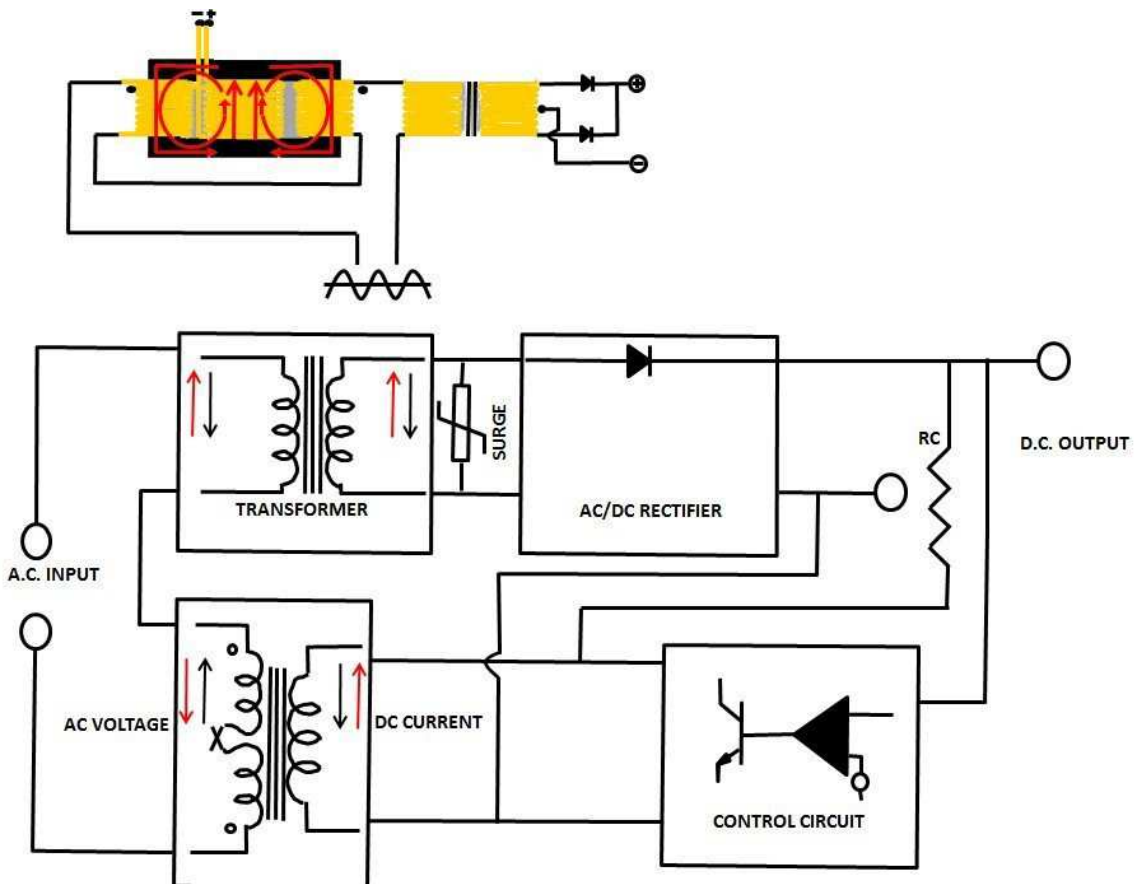 − +
+
−
TRANSFORMER
SURGE
AC/DC RECTIFIER
RC
D.C. OUTPUT
A.C. INPUT
AC VOLTAGE
DC CURRENT
CONTROL CIRCUIT